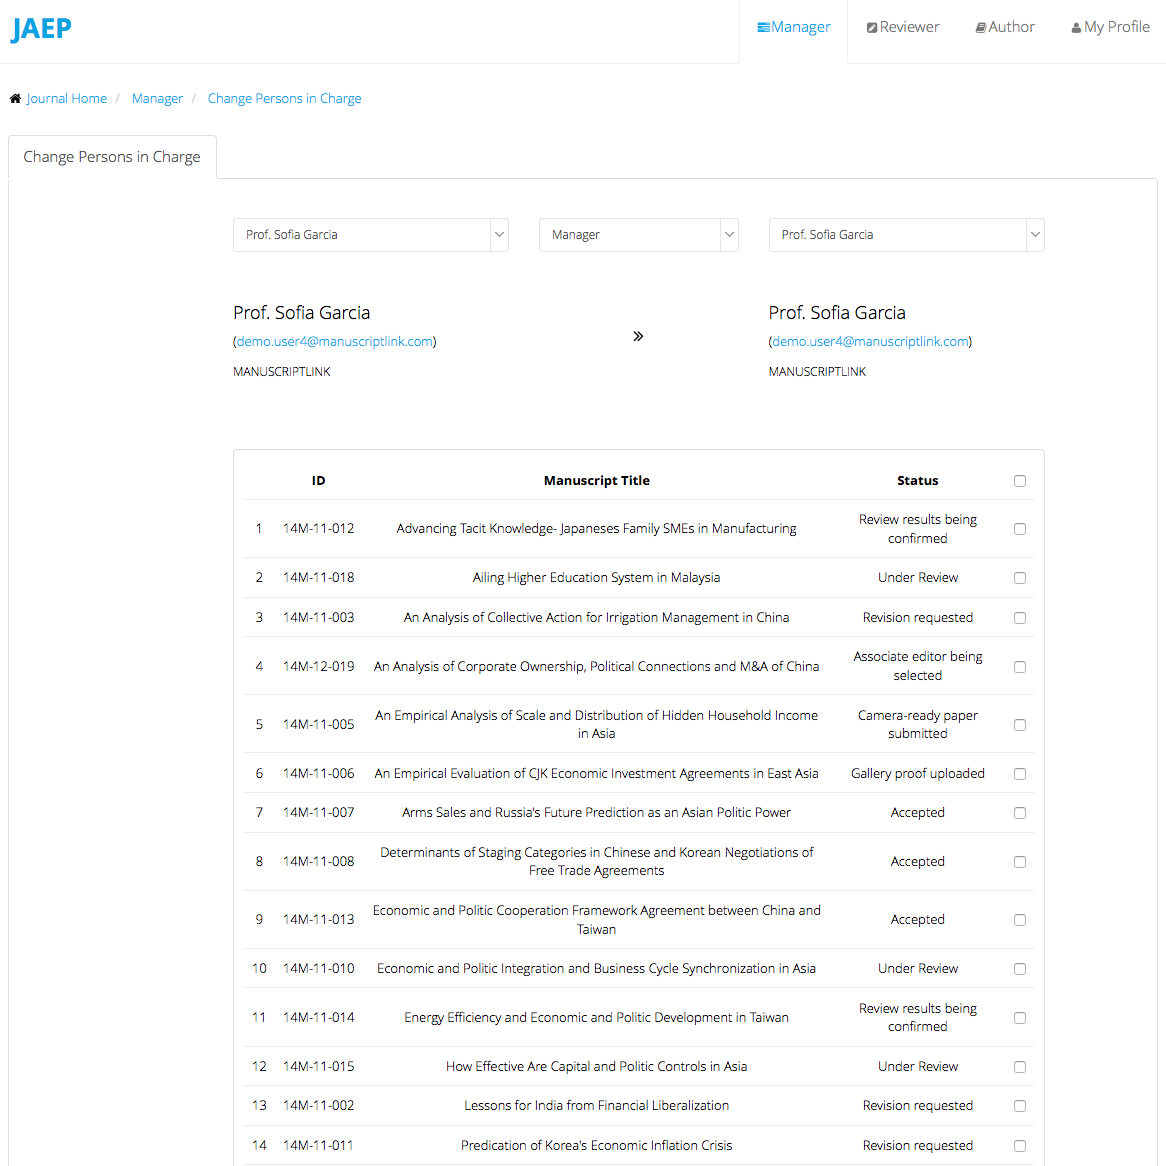 JAEP
Manager
Reviewer
Author
My Profile
Journal Home / Manager / Change Persons in Charge
Change Persons in Charge
Prof. Sofia Garcia
Manager
Prof. Sofia Garcia
Prof. Sofia Garcia
(demo.user4@manuscriptlink.com)
MANUSCRIPTLINK
»
Prof. Sofia Garcia
(demo.user4@manuscriptlink.com)
MANUSCRIPTLINK
ID Manuscript Title Status
1 14M-11-012 Advancing Tacit Knowledge- Japaneses Family SMEs in Manufacturing Review results being
confirmed
2 14M-11-018 Ailing Higher Education System in Malaysia Under Review
3 14M-11-003 An Analysis of Collective Action for Irrigation Management in China Revision requested
4 14M-12-019 An Analysis of Corporate Ownership, Political Connections and M&A of China Associate editor being
selected
5 14M-11-005 An Empirical Analysis of Scale and Distribution of Hidden Household Income
in Asia
Camera-ready paper
submitted
6 14M-11-006 An Empirical Evaluation of CJK Economic Investment Agreements in East Asia Gallery proof uploaded
7 14M-11-007 Arms Sales and Russia's Future Prediction as an Asian Politic Power Accepted
8 14M-11-008 Determinants of Staging Categories in Chinese and Korean Negotiations of
Free Trade Agreements
Accepted
9 14M-11-013 Economic and Politic Cooperation Framework Agreement between China and
Taiwan
Accepted
10 14M-11-010 Economic and Politic Integration and Business Cycle Synchronization in Asia Under Review
11 14M-11-014 Energy Efficiency and Economic and Politic Development in Taiwan Review results being
confirmed
12 14M-11-015 How Effective Are Capital and Politic Controls in Asia Under Review
13 14M-11-002 Lessons for India from Financial Liberalization Revision requested
14 14M-11-011 Predication of Korea's Economic Inflation Crisis Revision requested